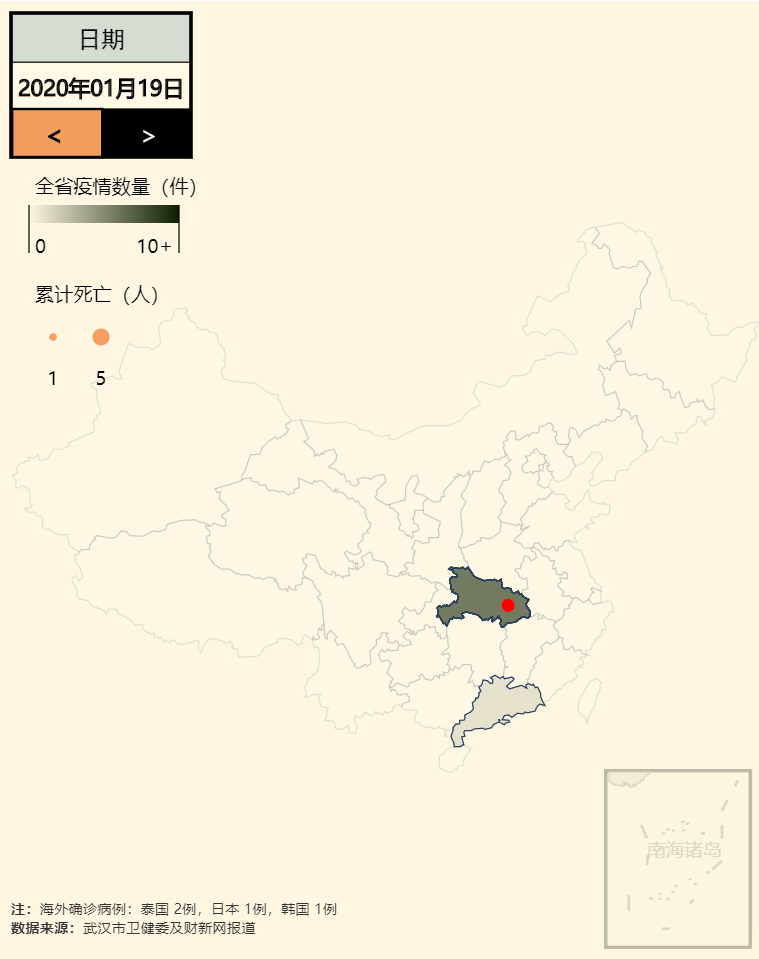 日期
2020年01月19日
< >
全省疫情数量（件）
0 10+
累计死亡（人）
1 5
南海诸岛
注：海外确诊病例：泰国 2例，日本 1例，韩国 1例
数据来源：武汉市卫健委及财新网报道